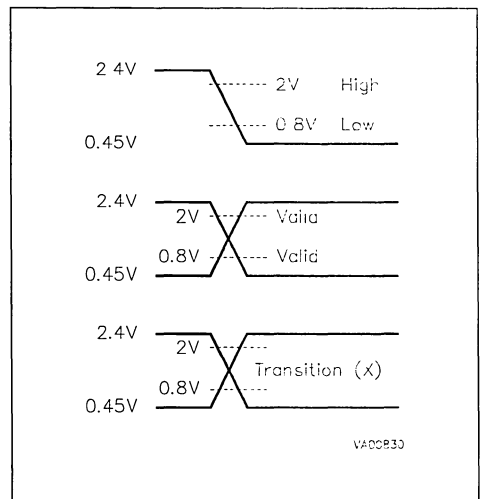 2 4V
2V High
0 8V Low
0.45V
2.4V
2V Valid
0.8V Valid
0.45V
2.4V
2V
Transition (X)
0.8V
0.45V
VA00830